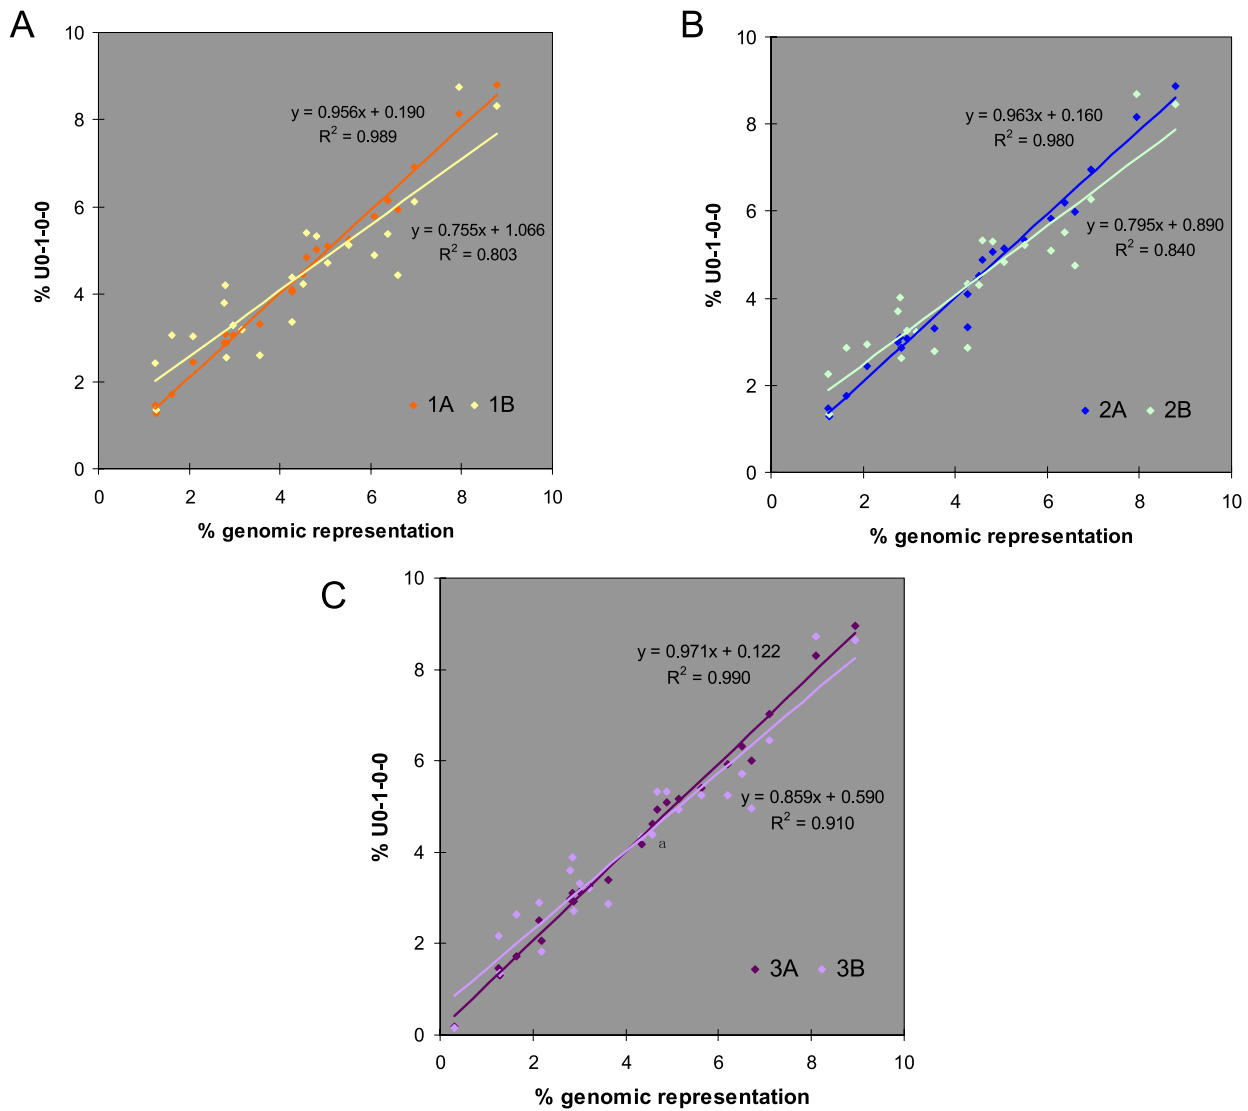 A
10
8
6
4
2
0
0 2 4 6 8 10
% U0-1-0-0
% genomic representation
y = 0.956x + 0.190
R² = 0.989
y = 0.755x + 1.066
R² = 0.803
1A 1B
B
10
8
6
4
2
0
0 2 4 6 8 10
% U0-1-0-0
% genomic representation
y = 0.963x + 0.160
R² = 0.980
y = 0.795x + 0.890
R² = 0.840
2A 2B
C
10
8
6
4
2
0
0 2 4 6 8 10
% U0-1-0-0
% genomic representation
y = 0.971x + 0.122
R² = 0.990
y = 0.859x + 0.590
R² = 0.910
a
3A 3B